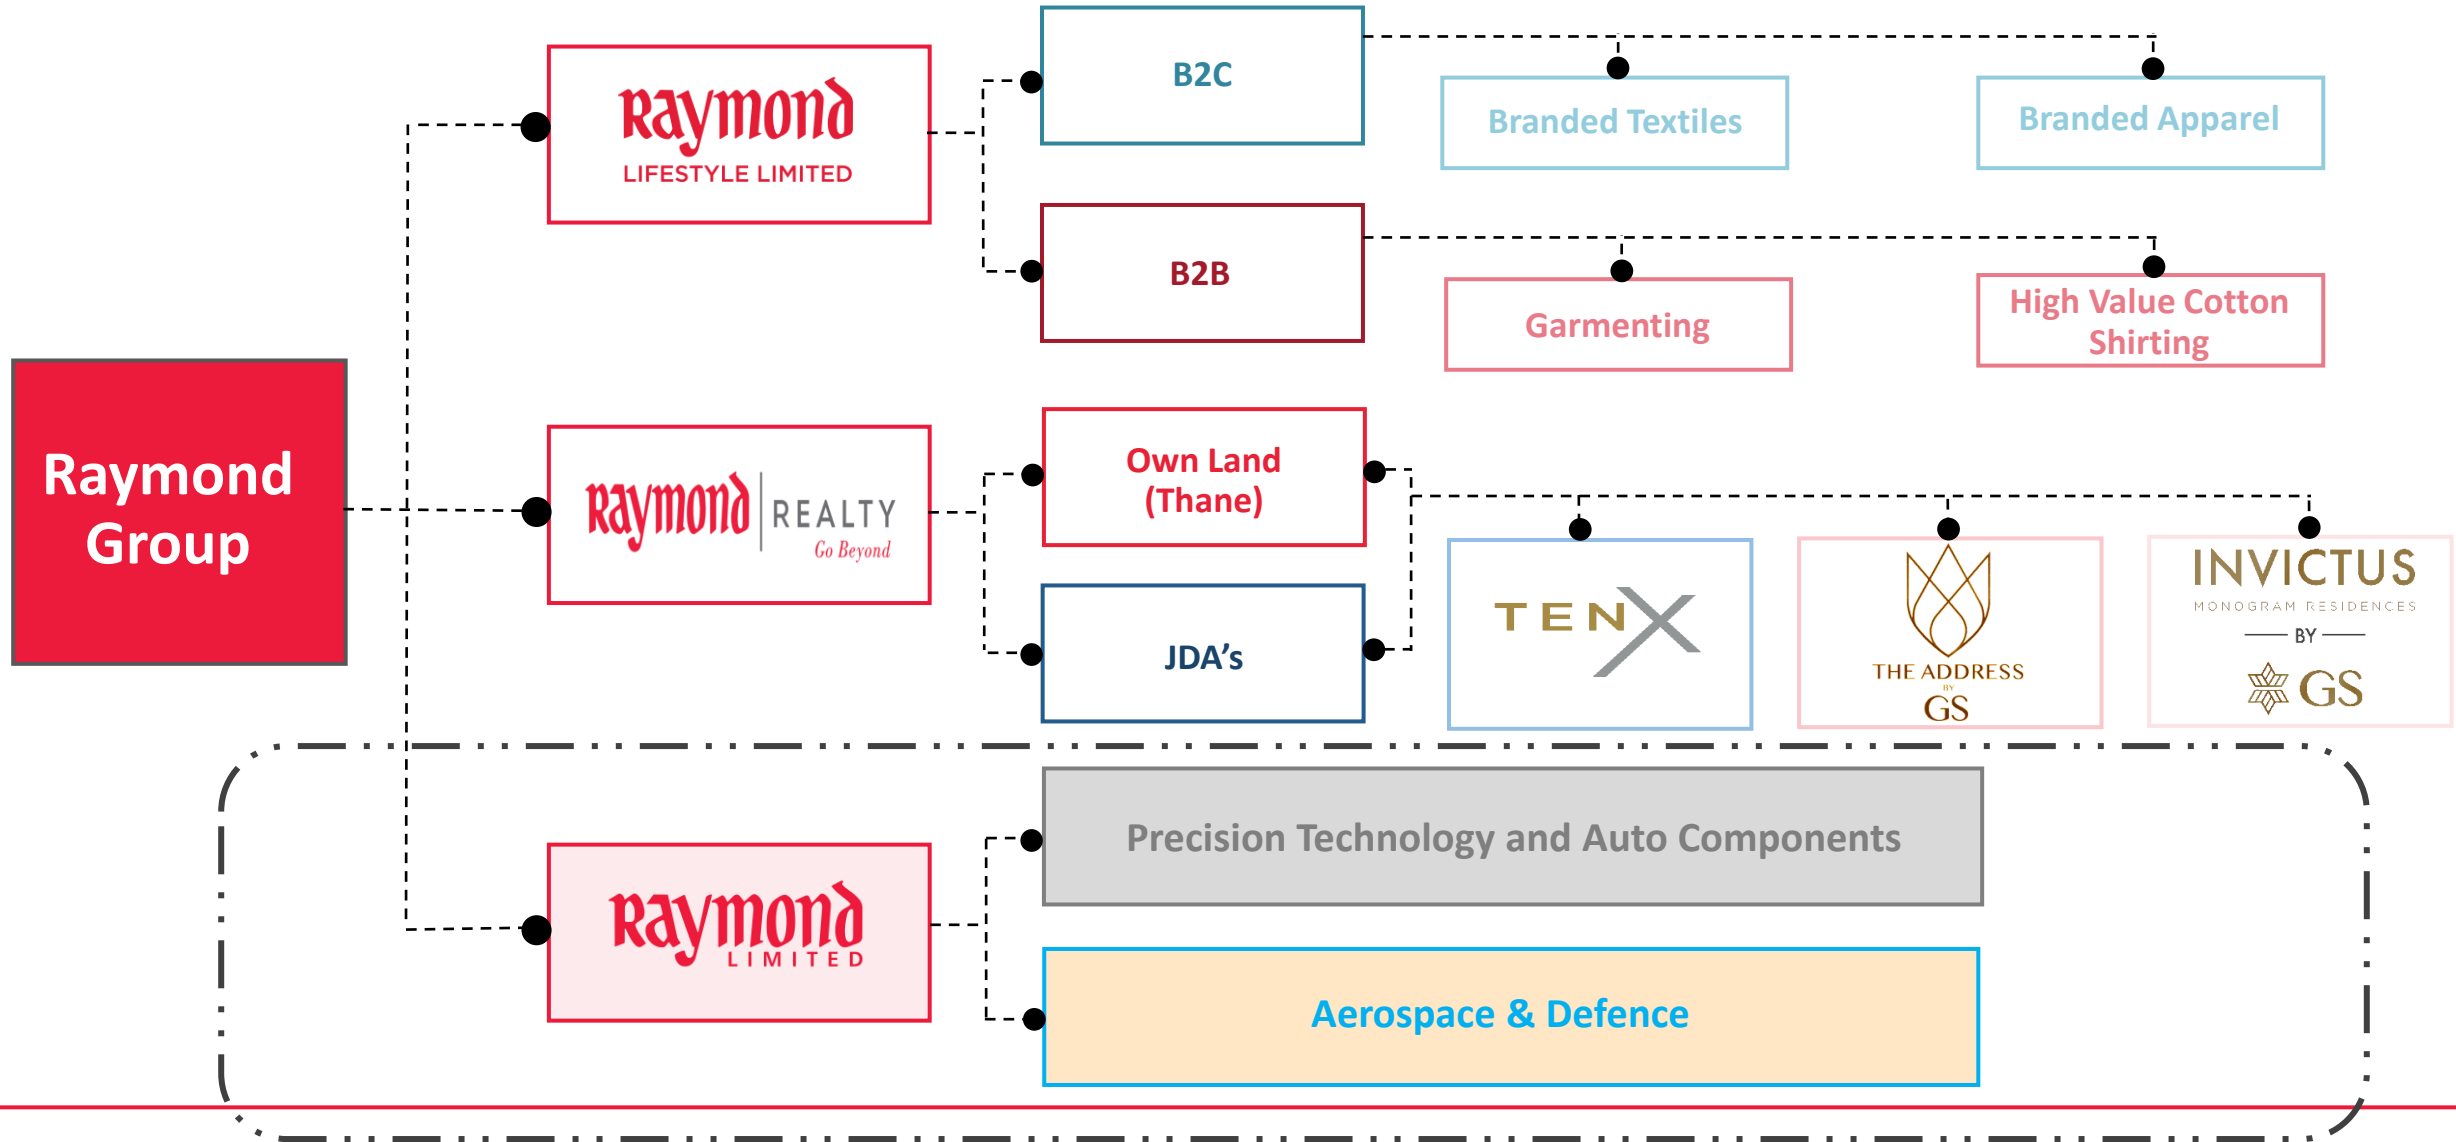 Raymond
Group
Raymond
LIFESTYLE LIMITED
B2C
Branded Textiles
Branded Apparel
B2B
Garmenting
High Value Cotton
Shirting
Raymond
REALTY
Go Beyond
Own Land
(Thane)
JDA’s
TEN X
THE ADDRESS
BY
GS
INVICTUS
MONOGRAM RESIDENCES
BY
GS
Raymond
LIMITED
Precision Technology and Auto Components
Aerospace & Defence